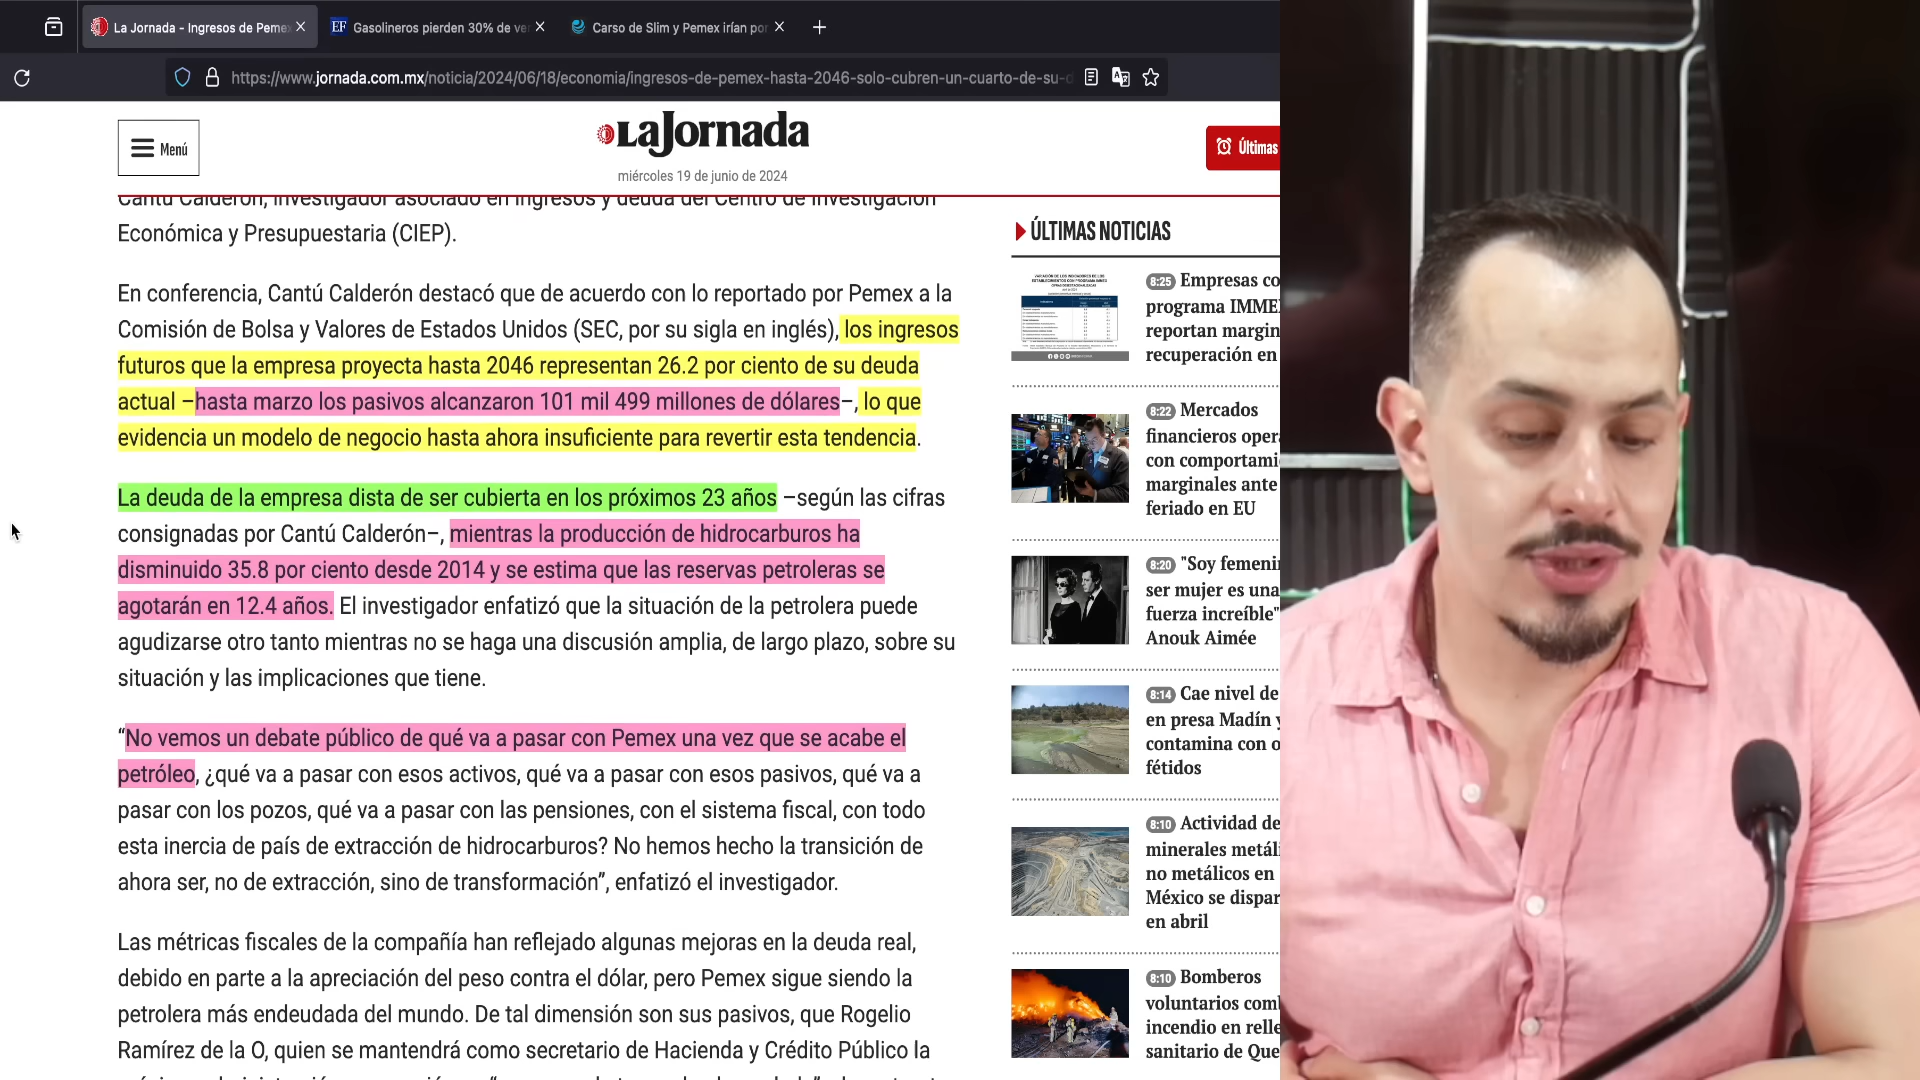 La Jornada - Ingresos de Peme
EF Gasolineros pierden 30% de ve
Carso de Slim y Pemex irían por
https://www.jornada.com.mx/noticia/2024/06/18/economia/ingresos-de-pemex-hasta-2046-solo-cubren-un-cuarto-de-su-d
Menú
La Jornada
Últimas
miércoles 19 de junio de 2024
Cantú Calderón, investigador asociado en ingresos y deuda del Centro de Investigación
Económica y Presupuestaria (CIEP).
En conferencia, Cantú Calderón destacó que de acuerdo con lo reportado por Pemex a la
Comisión de Bolsa y Valores de Estados Unidos (SEC, por su sigla en inglés), los ingresos
futuros que la empresa proyecta hasta 2046 representan 26.2 por ciento de su deuda
actual –hasta marzo los pasivos alcanzaron 101 mil 499 millones de dólares–, lo que
evidencia un modelo de negocio hasta ahora insuficiente para revertir esta tendencia.
La deuda de la empresa dista de ser cubierta en los próximos 23 años –según las cifras
consignadas por Cantú Calderón–, mientras la producción de hidrocarburos ha
disminuido 35.8 por ciento desde 2014 y se estima que las reservas petroleras se
agotarán en 12.4 años. El investigador enfatizó que la situación de la petrolera puede
agudizarse otro tanto mientras no se haga una discusión amplia, de largo plazo, sobre su
situación y las implicaciones que tiene.
“No vemos un debate público de qué va a pasar con Pemex una vez que se acabe el
petróleo, ¿qué va a pasar con esos activos, qué va a pasar con esos pasivos, qué va a
pasar con los pozos, qué va a pasar con las pensiones, con el sistema fiscal, con todo
esta inercia de país de extracción de hidrocarburos? No hemos hecho la transición de
ahora ser, no de extracción, sino de transformación”, enfatizó el investigador.
Las métricas fiscales de la compañía han reflejado algunas mejoras en la deuda real,
debido en parte a la apreciación del peso contra el dólar, pero Pemex sigue siendo la
petrolera más endeudada del mundo. De tal dimensión son sus pasivos, que Rogelio
Ramírez de la O, quien se mantendrá como secretario de Hacienda y Crédito Público la
ÚLTIMAS NOTICIAS
8:25 Empresas co
programa IMME
reportan margin
recuperación en
8:22 Mercados
financieros oper
con comportami
marginales ante
feriado en EU
8:20 "Soy femeni
ser mujer es una
fuerza increíble"
Anouk Aimée
8:14 Cae nivel de
en presa Madín y
contamina con o
fétidos
8:10 Actividad de
minerales metáli
no metálicos en
México se dispar
en abril
8:10 Bomberos
voluntarios com
incendio en relle
sanitario de Que